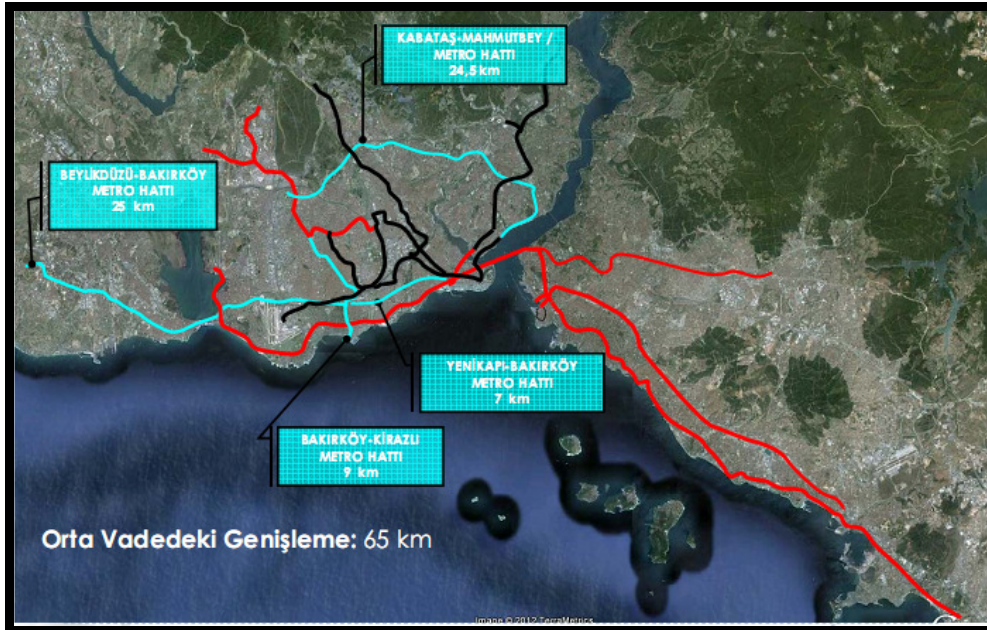 KABATAŞ-MAHMUTBEY /
METRO HATTI
24,5 km
BEYLİKDÜZÜ-BAKIRKÖY
METRO HATTI
25 km
YENİKAPI-BAKIRKÖY
METRO HATTI
7 km
BAKIRKÖY-KİRAZLI
METRO HATTI
9 km
Orta Vadedeki Genişleme: 65 km
Image © 2012 TerraMetrics